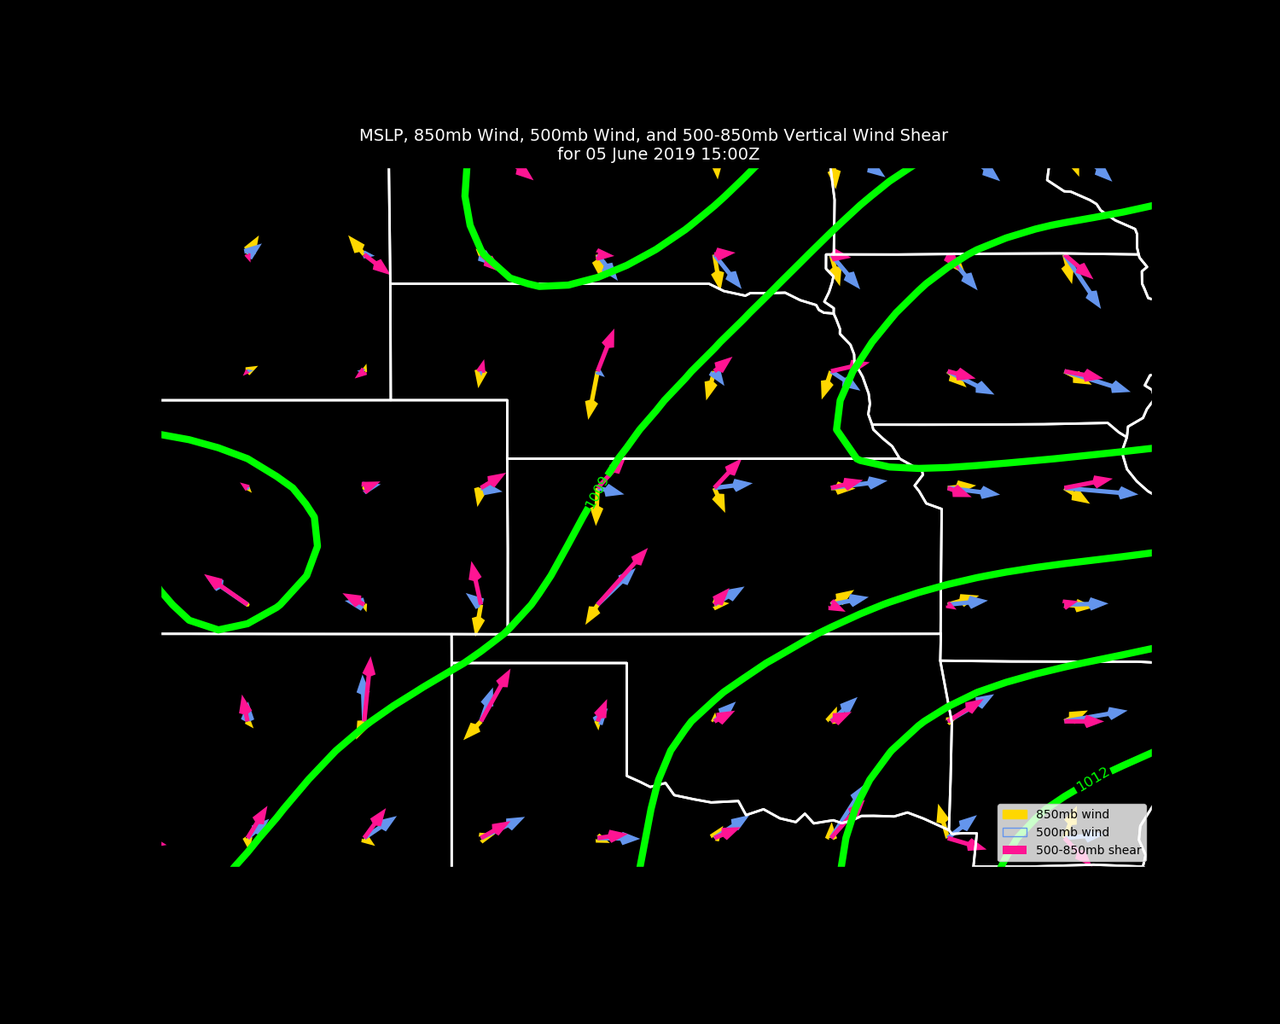 MSLP, 850mb Wind, 500mb Wind, and 500-850mb Vertical Wind Shear
for 05 June 2019 15:00Z
1009
1012
850mb wind
500mb wind
500-850mb shear